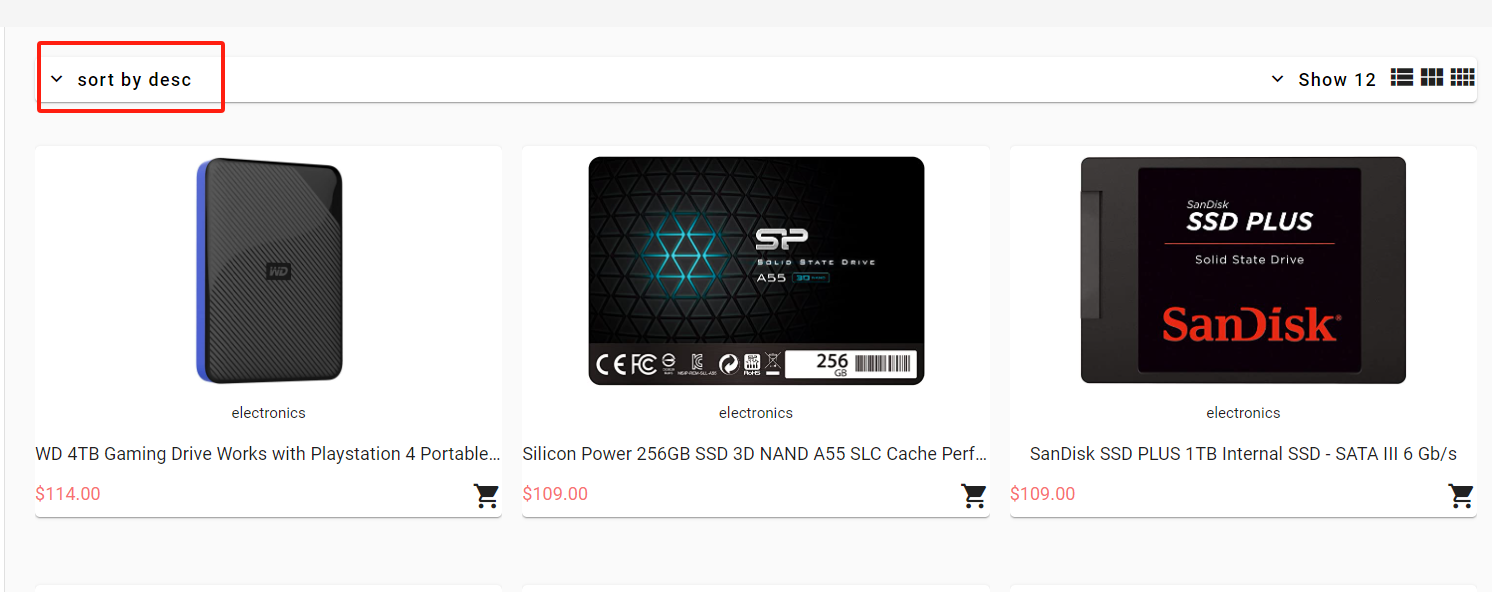 sort by desc
Show 12
WD
SP
SOLID STATE DRIVE
A55 3D NAND
256
GB
RoHS
SanDisk
SSD PLUS
Solid State Drive
SanDisk®
electronics
electronics
electronics
WD 4TB Gaming Drive Works with Playstation 4 Portable...
Silicon Power 256GB SSD 3D NAND A55 SLC Cache Perf...
SanDisk SSD PLUS 1TB Internal SSD - SATA III 6 Gb/s
$114.00
$109.00
$109.00